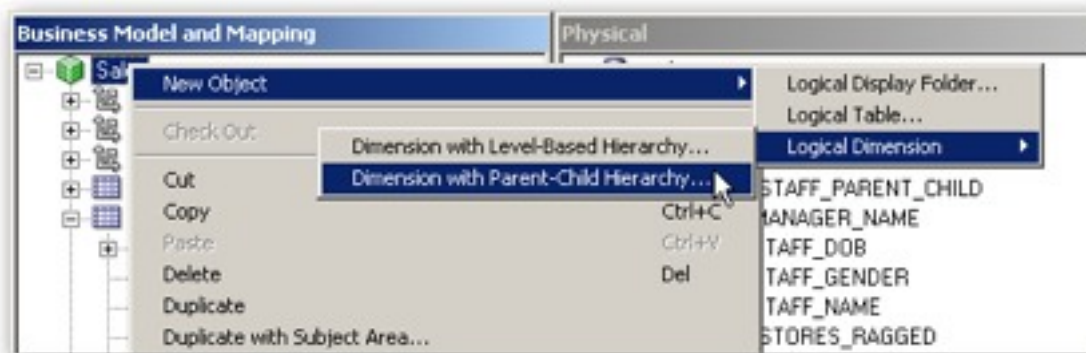 Business Model and Mapping
Physical
Sal
New Object
Logical Display Folder...
Logical Table...
Check Out
Logical Dimension
Dimension with Level-Based Hierarchy...
Dimension with Parent-Child Hierarchy...
Cut
STAFF_PARENT_CHILD
Copy Ctrl+C
MANAGER_NAME
Paste Ctrl+V
TAFF_DOB
Delete Del
TAFF_GENDER
Duplicate
TAFF_NAME
Duplicate with Subject Area...
STORES_RAGGED